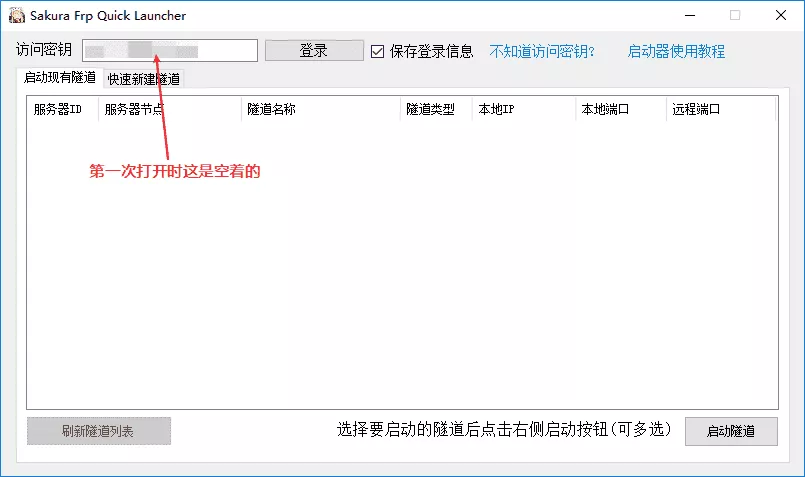 Sakura Frp Quick Launcher
访问密钥 登录 保存登录信息 不知道访问密钥? 启动器使用教程
启动现有隧道 快速新建隧道
服务器ID 服务器节点 隧道名称 隧道类型 本地IP 本地端口 远程端口
第一次打开时这是空着的
刷新隧道列表 选择要启动的隧道后点击右侧启动按钮(可多选) 启动隧道